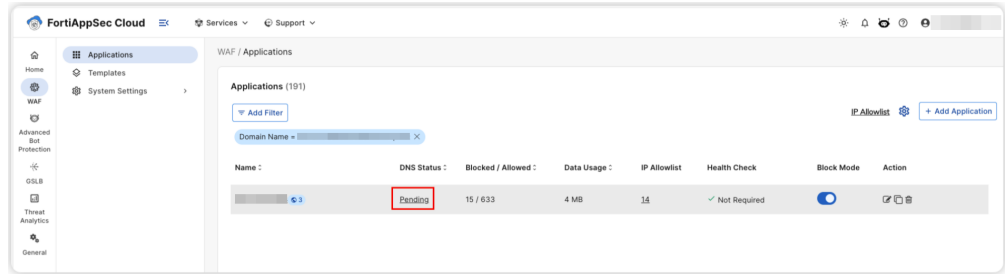 FortiAppSec Cloud
Services
Support
Home
WAF
Advanced
Bot
Protection
GSLB
Threat
Analytics
General
Applications
Templates
System Settings
WAF / Applications
Applications (191)
Add Filter
IP Allowlist
+ Add Application
Domain Name =
Name DNS Status Blocked / Allowed Data Usage IP Allowlist Health Check Block Mode Action
3 Pending 15 / 633 4 MB 14 Not Required